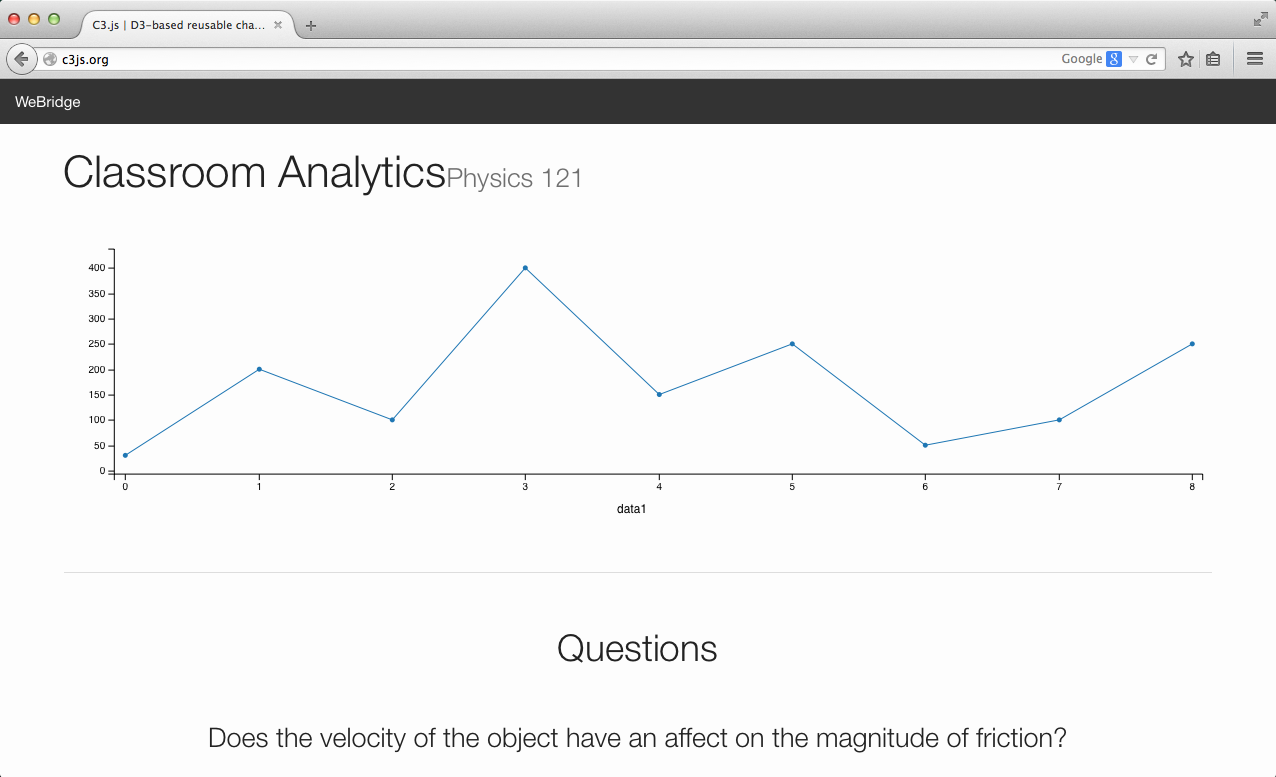 C3.js | D3-based reusable cha...
c3js.org
Google
WeBridge
Classroom Analytics Physics 121
400
350
300
250
200
150
100
50
0
0 1 2 3 4 5 6 7 8
data1
Questions
Does the velocity of the object have an affect on the magnitude of friction?